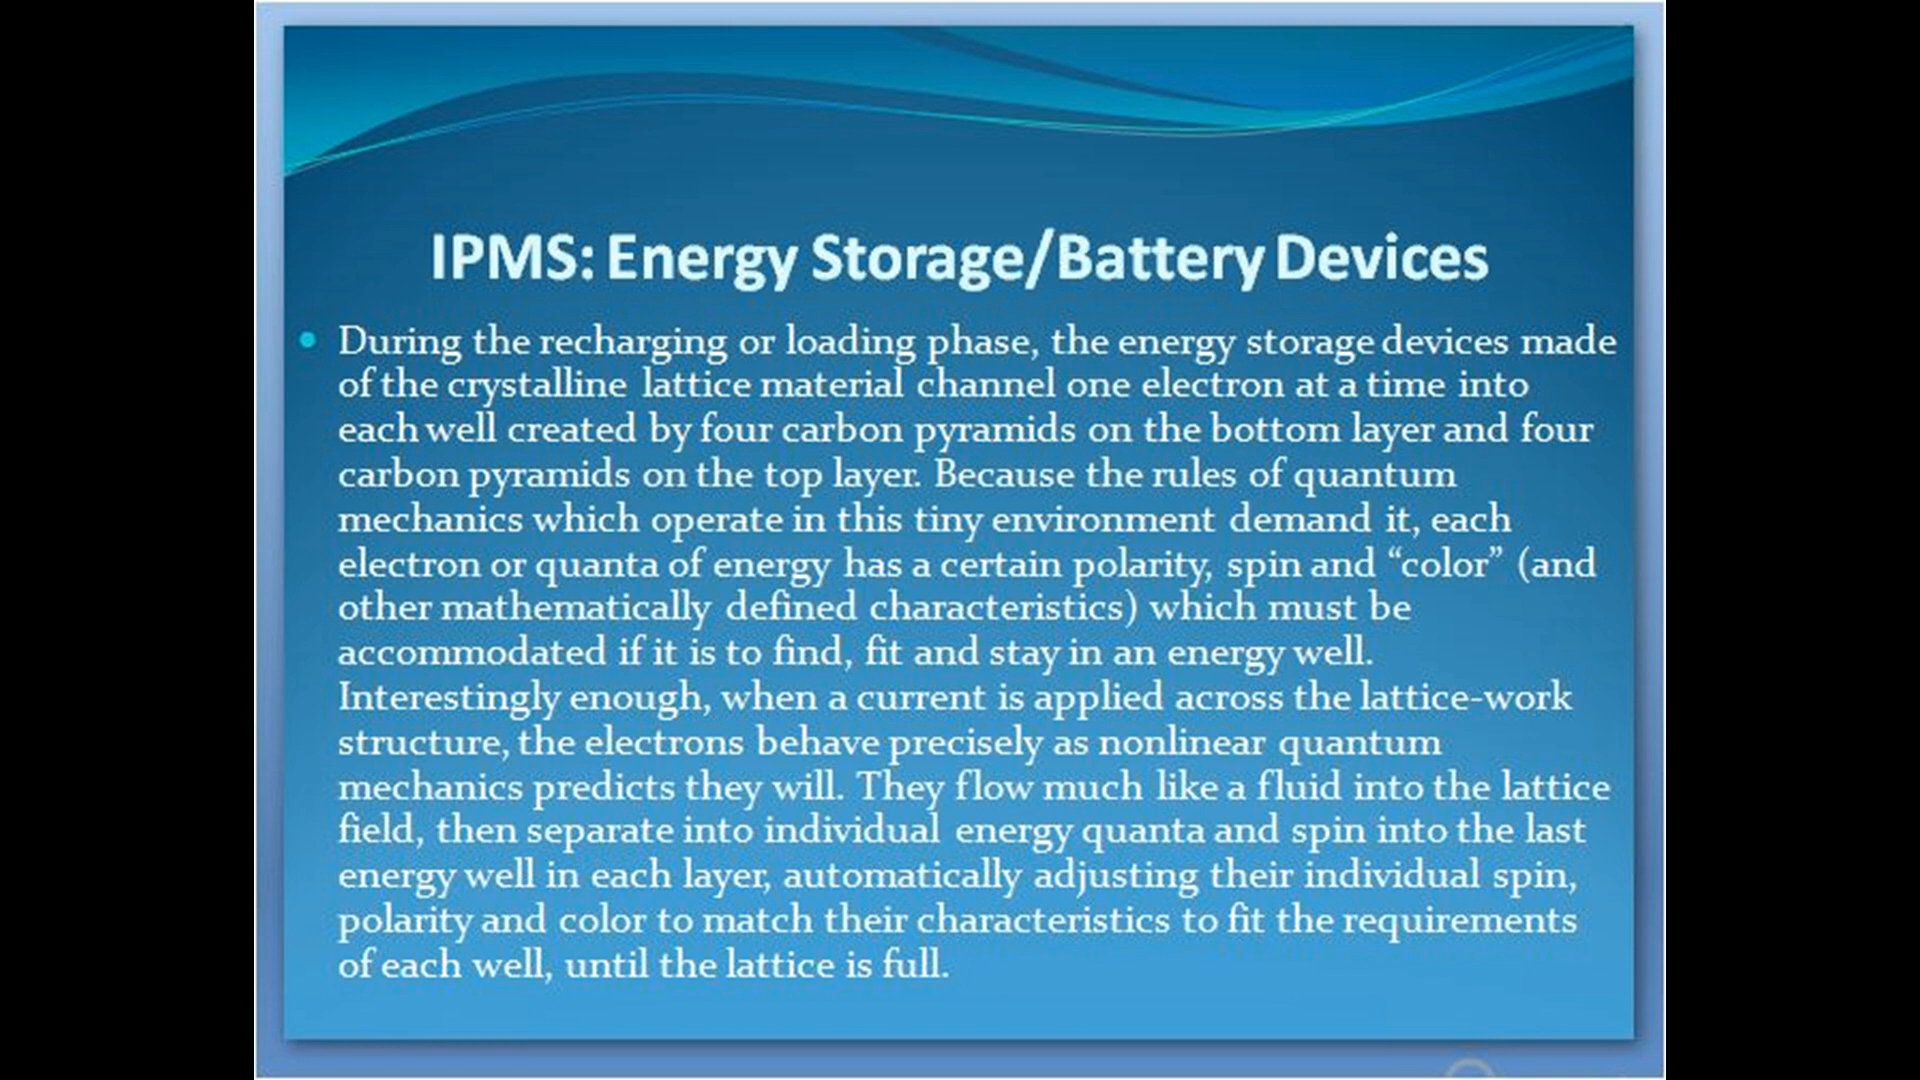 IPMS: Energy Storage/Battery Devices
• During the recharging or loading phase, the energy storage devices made
of the crystalline lattice material channel one electron at a time into
each well created by four carbon pyramids on the bottom layer and four
carbon pyramids on the top layer. Because the rules of quantum
mechanics which operate in this tiny environment demand it, each
electron or quanta of energy has a certain polarity, spin and “color” (and
other mathematically defined characteristics) which must be
accommodated if it is to find, fit and stay in an energy well.
Interestingly enough, when a current is applied across the lattice-work
structure, the electrons behave precisely as nonlinear quantum
mechanics predicts they will. They flow much like a fluid into the lattice
field, then separate into individual energy quanta and spin into the last
energy well in each layer, automatically adjusting their individual spin,
polarity and color to match their characteristics to fit the requirements
of each well, until the lattice is full.